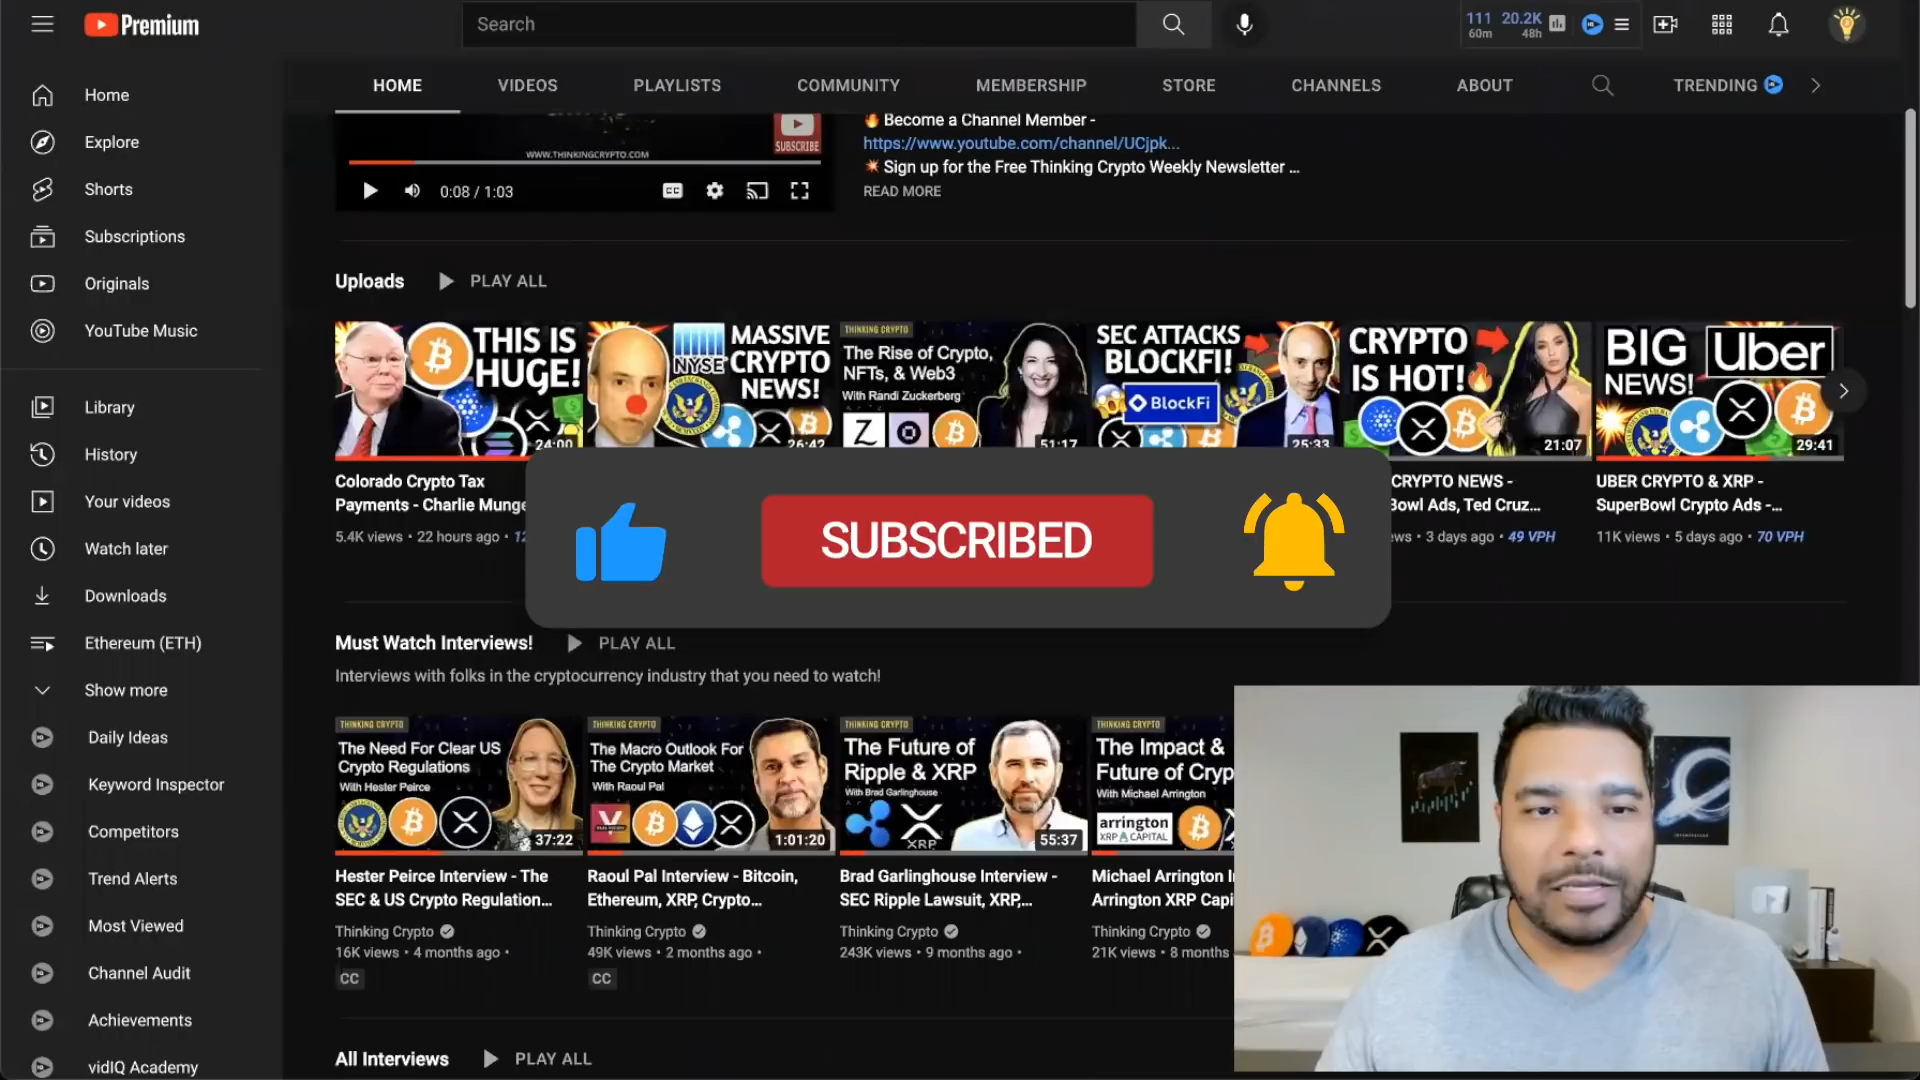 Premium
Search
111
60m
20.2K
48h
HOME
VIDEOS
PLAYLISTS
COMMUNITY
MEMBERSHIP
STORE
CHANNELS
ABOUT
TRENDING
Home
Explore
Shorts
Subscriptions
Originals
YouTube Music
Library
History
Your videos
Watch later
Downloads
Ethereum (ETH)
Show more
Daily Ideas
Keyword Inspector
Competitors
Trend Alerts
Most Viewed
Channel Audit
Achievements
vidIQ Academy
WWW.THINKINGCRYPTO.COM
SUBSCRIBE
0:08 / 1:03
CC
Become a Channel Member -
https://www.youtube.com/channel/UCjpk...
Sign up for the Free Thinking Crypto Weekly Newsletter ...
READ MORE
Uploads
PLAY ALL
THIS IS
HUGE!
24:00
NYSE
MASSIVE
CRYPTO
NEWS!
26:42
THINKING CRYPTO
The Rise of Crypto,
NFTs, & Web3
With Randi Zuckerberg
Z
51:17
SEC ATTACKS
BLOCKFI!
BlockFi
25:33
CRYPTO
IS HOT!
21:07
BIG
NEWS!
Uber
29:41
Colorado Crypto Tax
Payments - Charlie Munge
5.4K views • 22 hours ago • 12
CRYPTO NEWS -
Bowl Ads, Ted Cruz...
ews • 3 days ago • 49 VPH
UBER CRYPTO & XRP -
SuperBowl Crypto Ads -...
11K views • 5 days ago • 70 VPH
SUBSCRIBED
Must Watch Interviews!
PLAY ALL
Interviews with folks in the cryptocurrency industry that you need to watch!
THINKING CRYPTO
The Need For Clear US
Crypto Regulations
With Hester Peirce
37:22
THINKING CRYPTO
The Macro Outlook For
The Crypto Market
With Raoul Pal
1:01:20
THINKING CRYPTO
The Future of
Ripple & XRP
With Brad Garlinghouse
XRP
55:37
THINKING CRYPTO
The Impact &
Future of Cryp
With Michael Arrington
arrington
XRP CAPITAL
Hester Peirce Interview - The
SEC & US Crypto Regulation...
Thinking Crypto
16K views • 4 months ago •
CC
Raoul Pal Interview - Bitcoin,
Ethereum, XRP, Crypto...
Thinking Crypto
49K views • 2 months ago •
CC
Brad Garlinghouse Interview -
SEC Ripple Lawsuit, XRP,...
Thinking Crypto
243K views • 9 months ago •
Michael Arrington I
Arrington XRP Capi
Thinking Crypto
21K views • 8 months
All Interviews
PLAY ALL